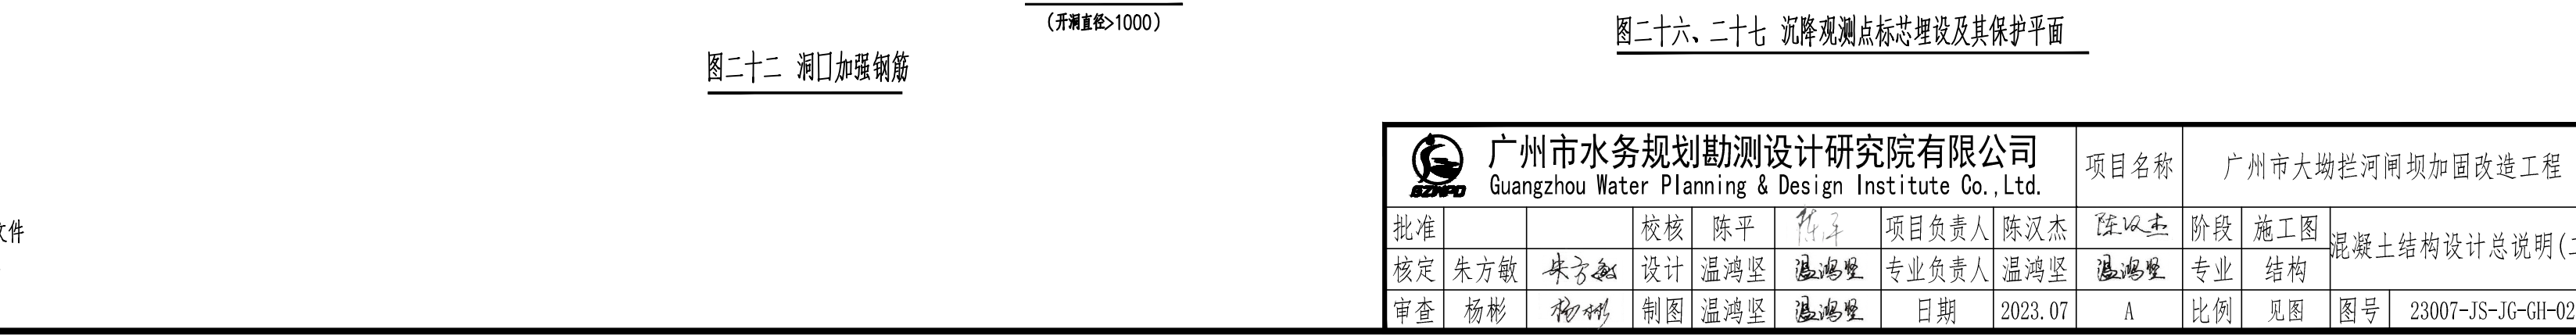 (开洞直径>1000)
图二十二 洞口加强钢筋
图二十六、二十七 沉降观测点标芯埋设及其保护平面
件
GZWPD
广州市水务规划勘测设计研究院有限公司
Guangzhou Water Planning & Design Institute Co.,Ltd.
项目名称 广州市大坳拦河闸坝加固改造工程
批准 校核 陈平 陈平 项目负责人 陈汉杰 陈汉杰 阶段 施工图
混凝土结构设计总说明(
核定 朱方敏 朱方敏 设计 温鸿坚 温鸿坚 专业负责人 温鸿坚 温鸿坚 专业 结构
审查 杨彬 杨彬 制图 温鸿坚 温鸿坚 日期 2023.07 A 比例 见图 图号 23007-JS-JG-GH-02